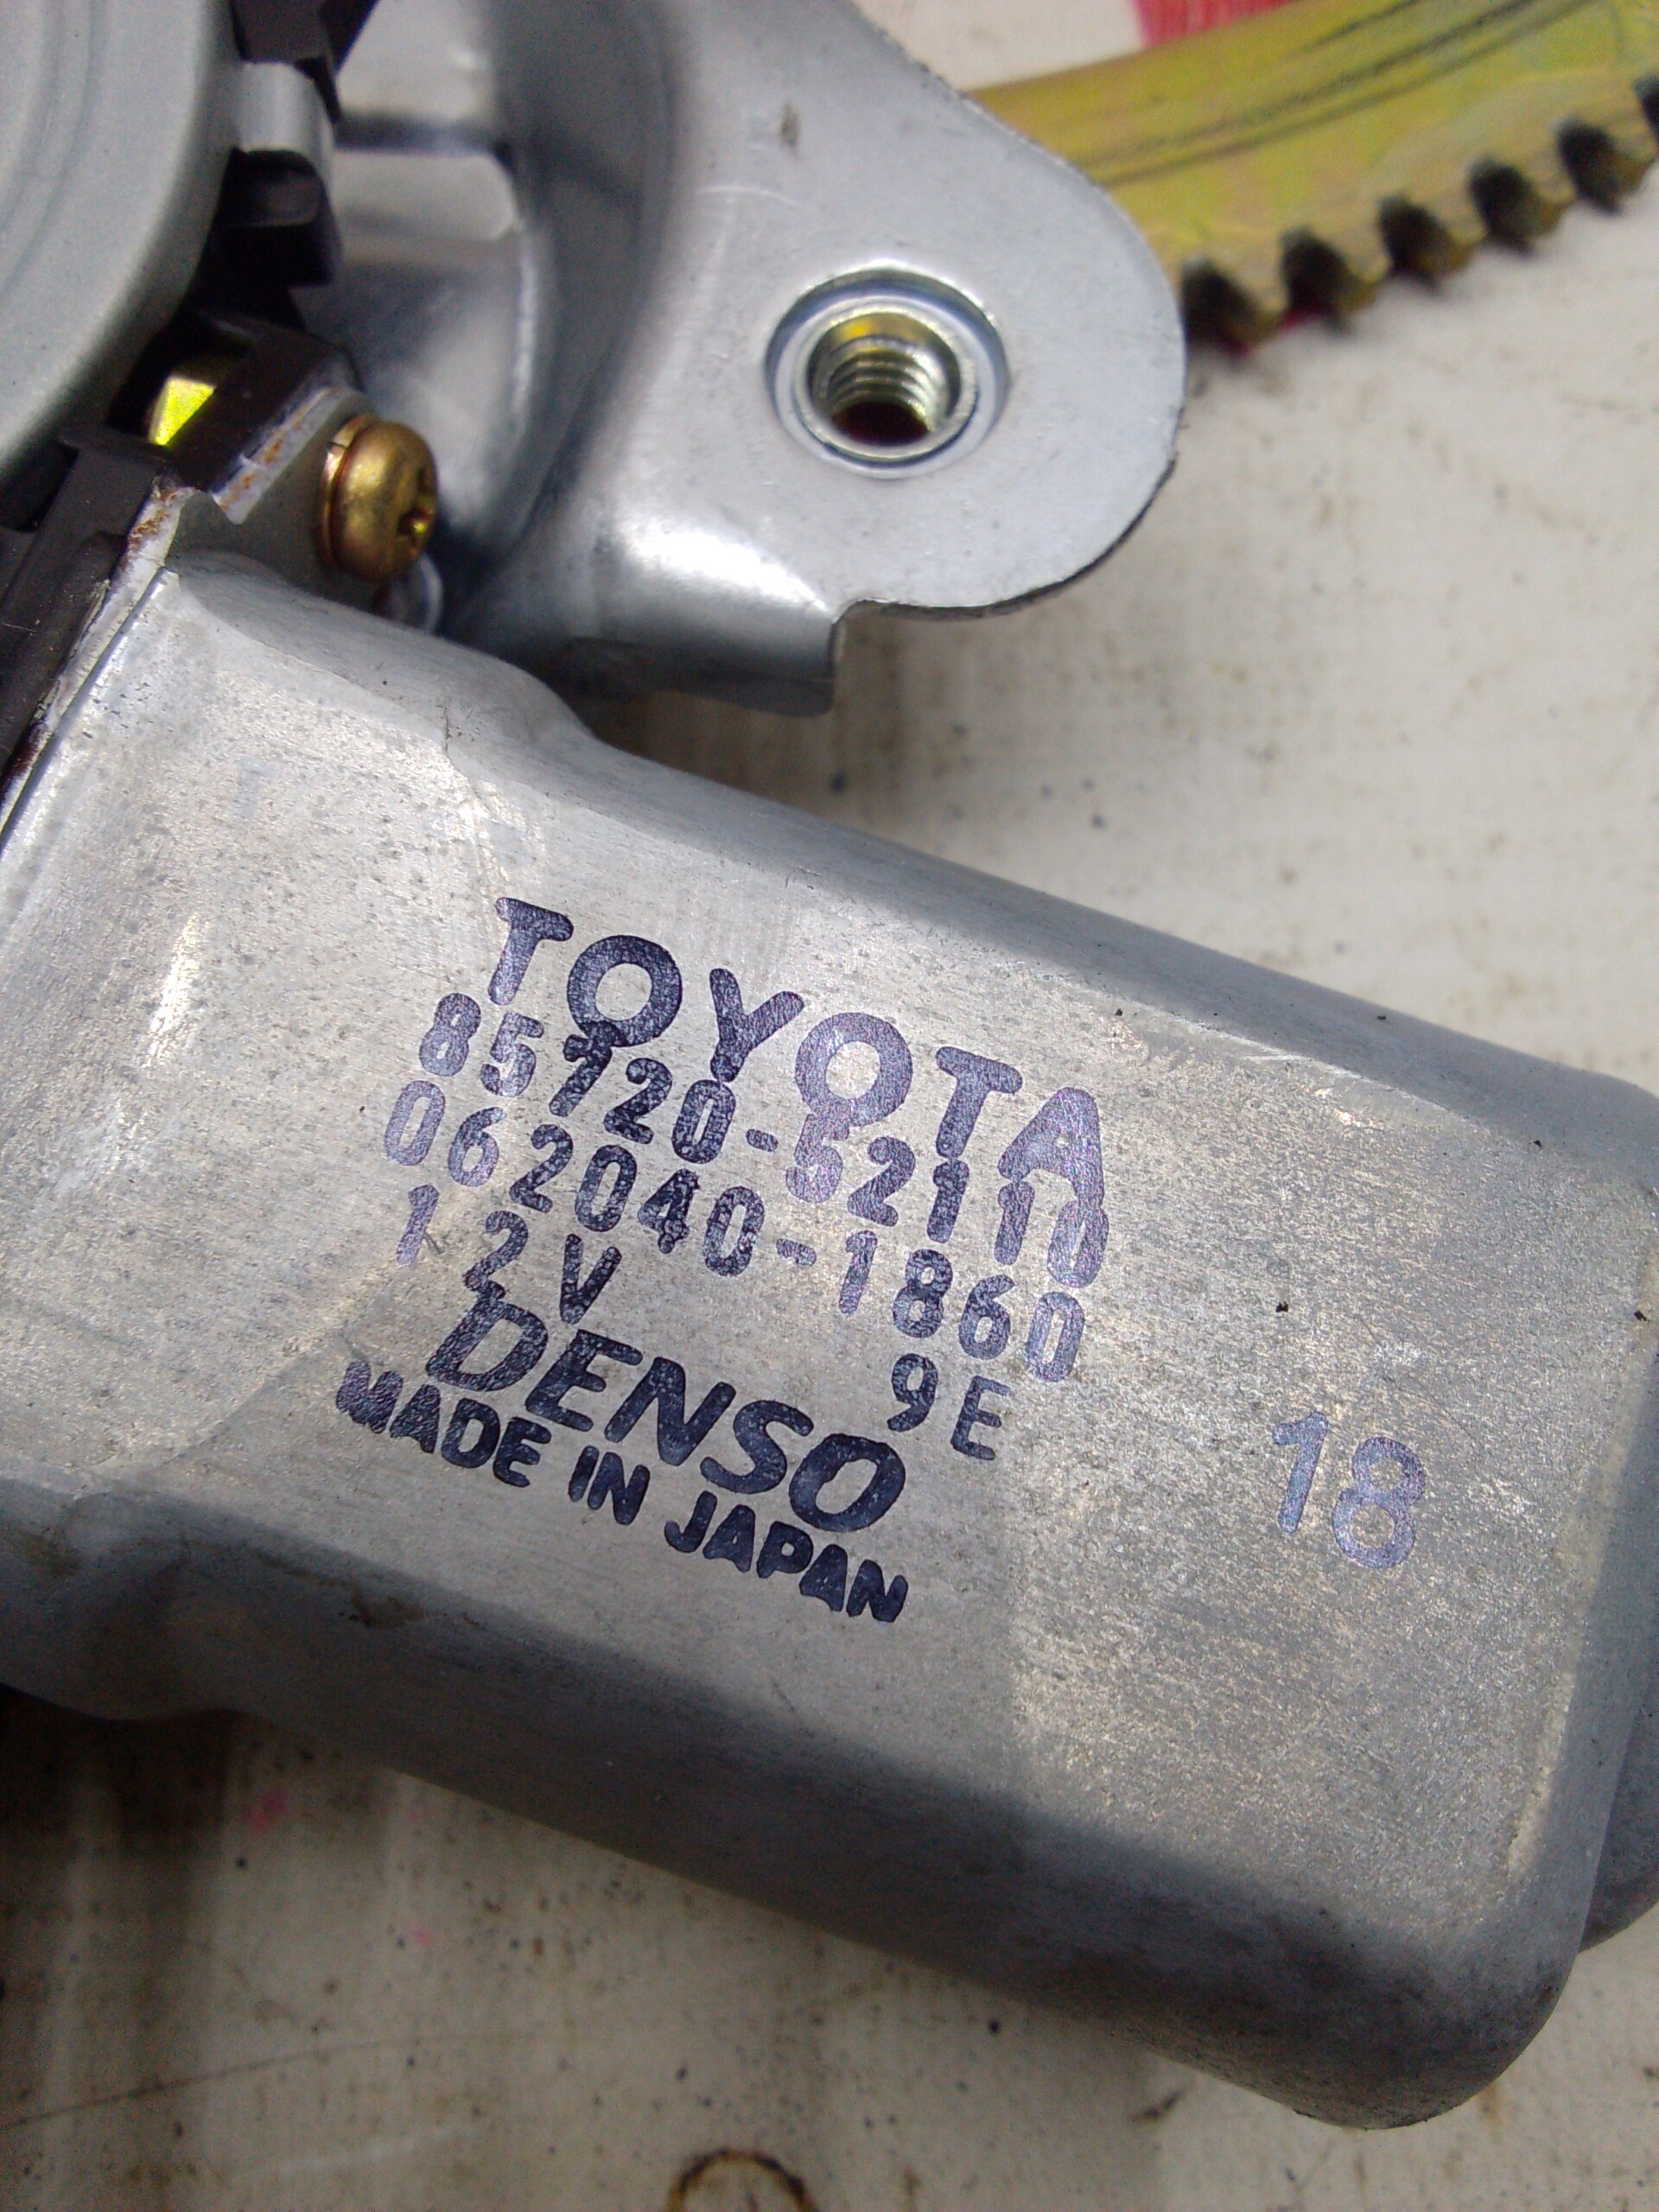 TOYOTA
85720-52110
062040-1860
12V 9E
DENSO
MADE IN JAPAN
18